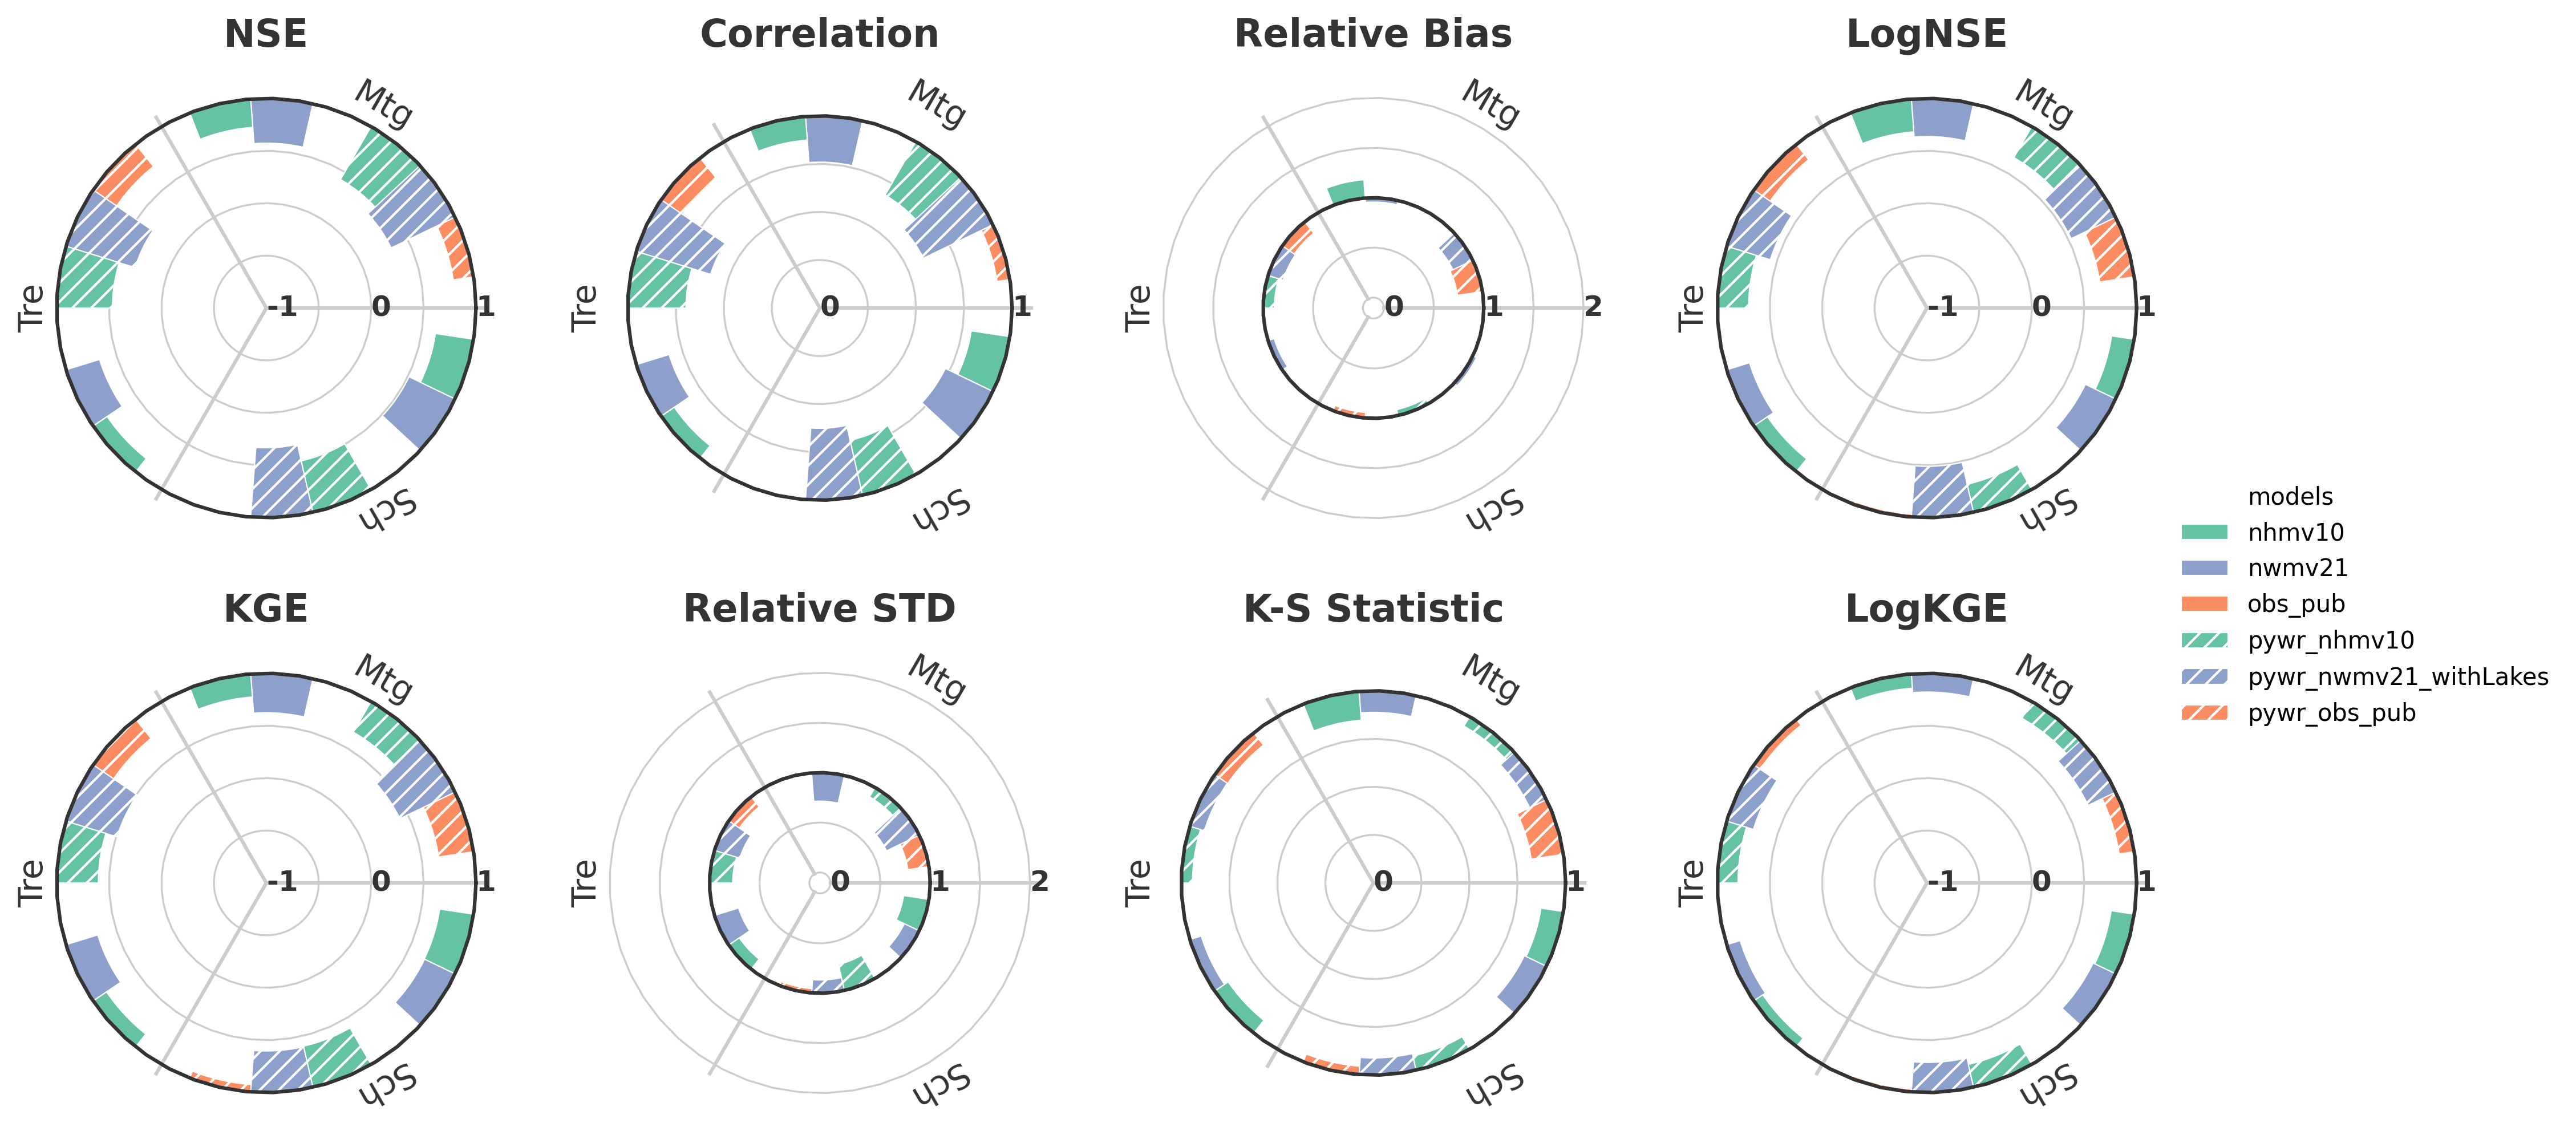 NSE
Mtg
Tre
Sch
-1
0
1
Correlation
Mtg
Tre
Sch
0
1
Relative Bias
Mtg
Tre
Sch
0
1
2
LogNSE
Mtg
Tre
Sch
-1
0
1
KGE
Mtg
Tre
Sch
-1
0
1
Relative STD
Mtg
Tre
Sch
0
1
2
K-S Statistic
Mtg
Tre
Sch
0
1
LogKGE
Mtg
Tre
Sch
-1
0
1
models
nhmv10
nwmv21
obs_pub
pywr_nhmv10
pywr_nwmv21_withLakes
pywr_obs_pub